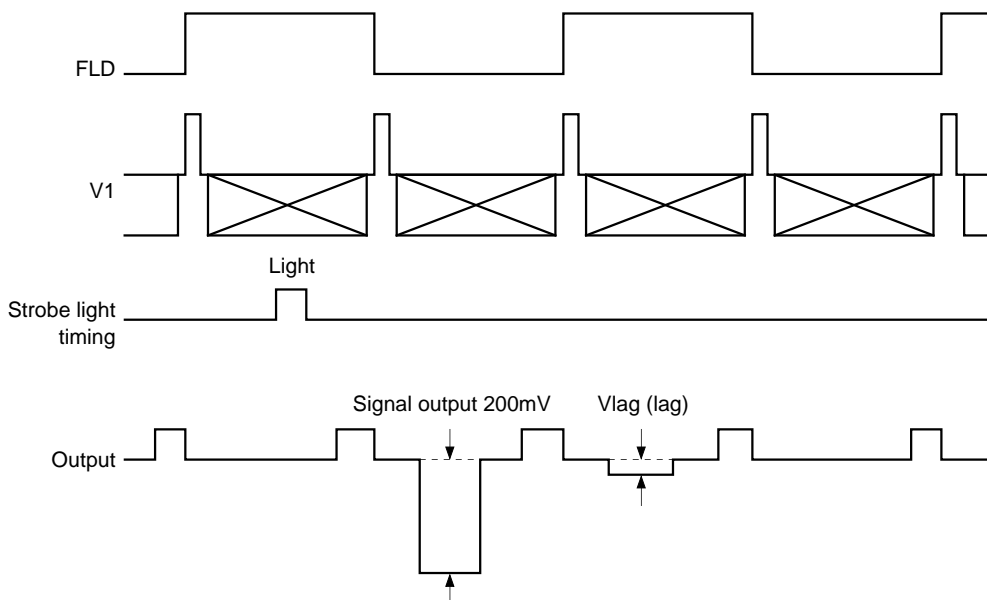 FLD
V1
Light
Strobe light
timing
Signal output 200mV
Vlag (lag)
Output